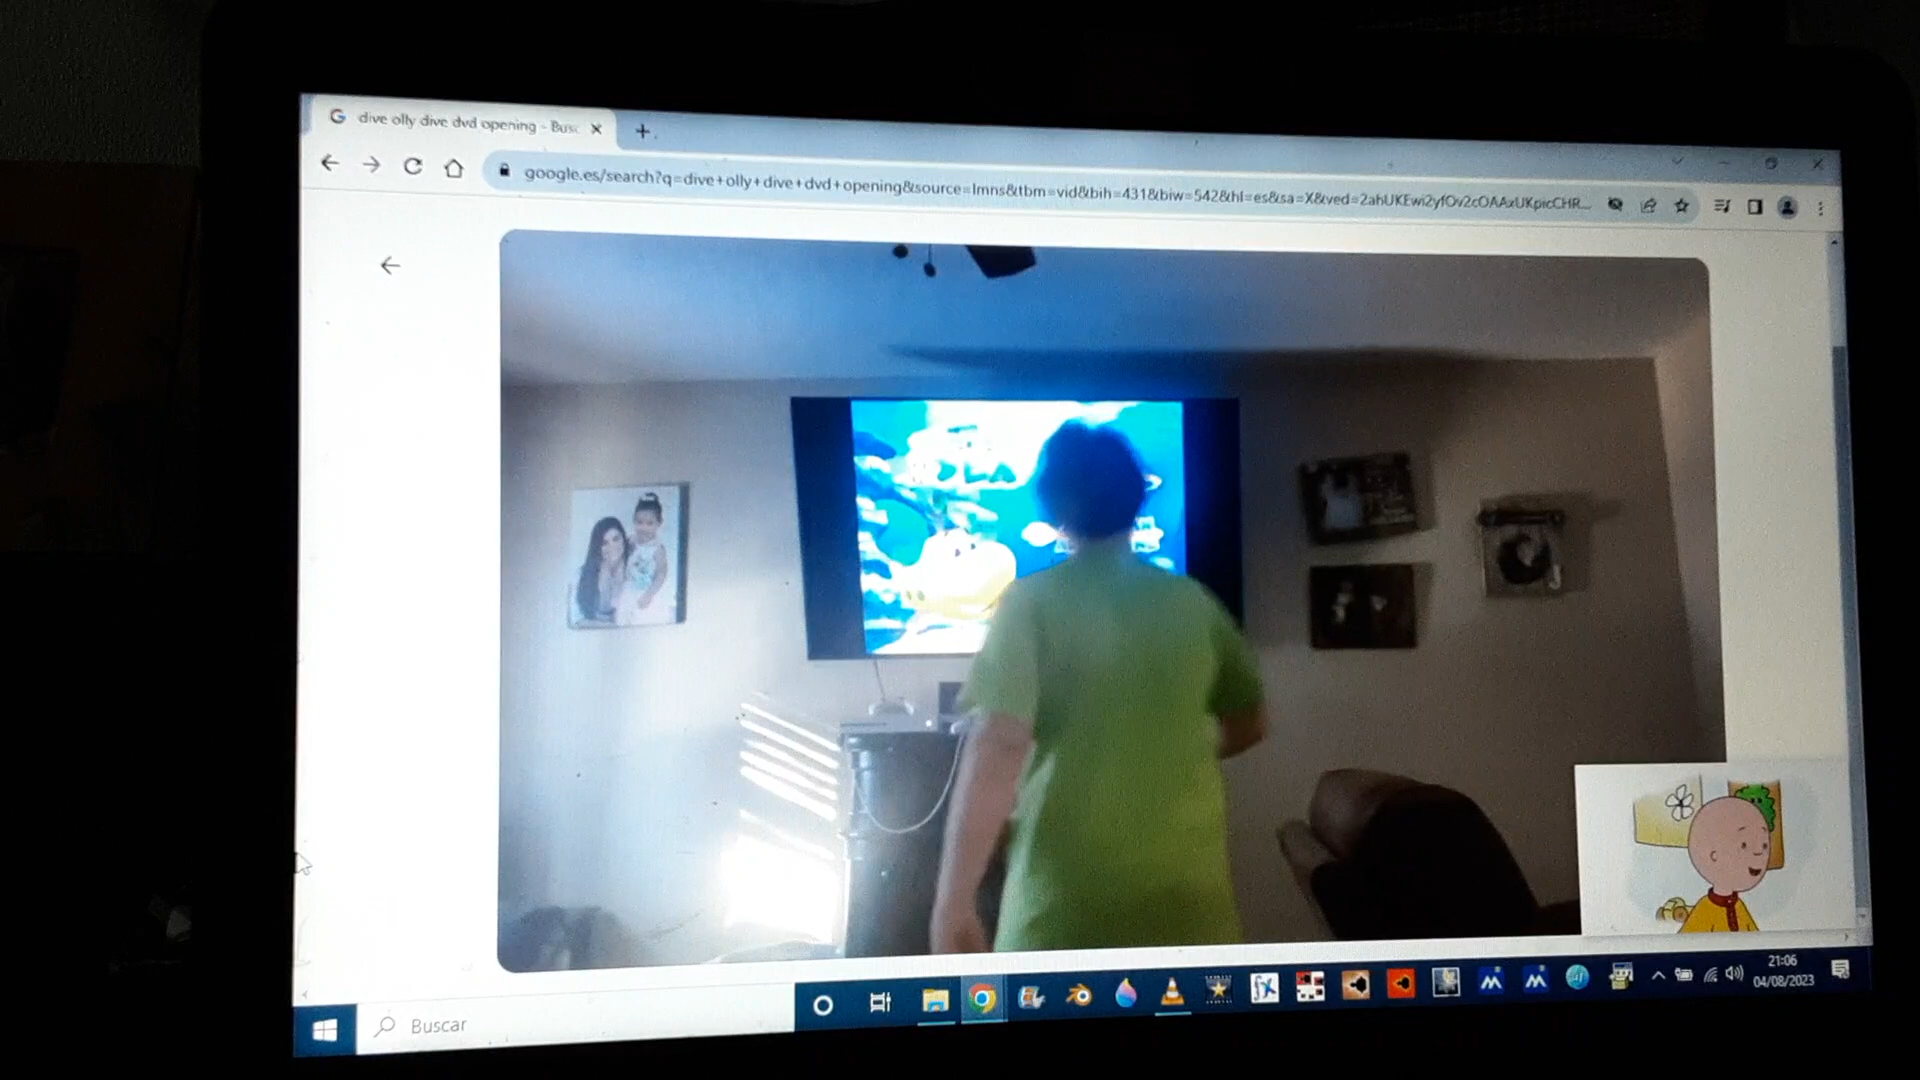 dive olly dive dvd opening - Busc
google.es/search?q=dive+olly+dive+dvd+opening&source=lmns&tbm=vid&bih=431&biw=542&hl=es&sa=X&ved=2ahUKEwi2yfOv2cOAAxUKpicCHR...
21:06
04/08/2023
Buscar